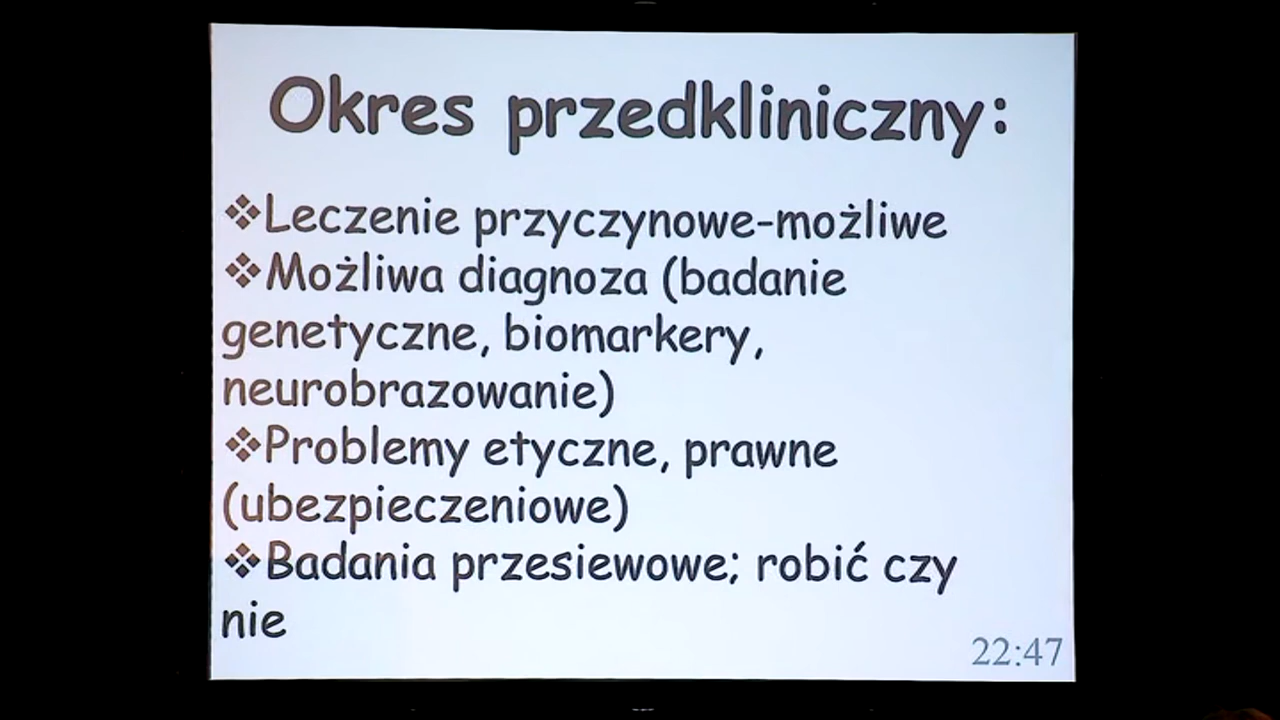 Okres przedkliniczny:
❖Leczenie przyczynowe-możliwe
❖Możliwa diagnoza (badanie
genetyczne, biomarkery,
neurobrazowanie)
❖Problemy etyczne, prawne
(ubezpieczeniowe)
❖Badania przesiewowe; robić czy
nie
22:47